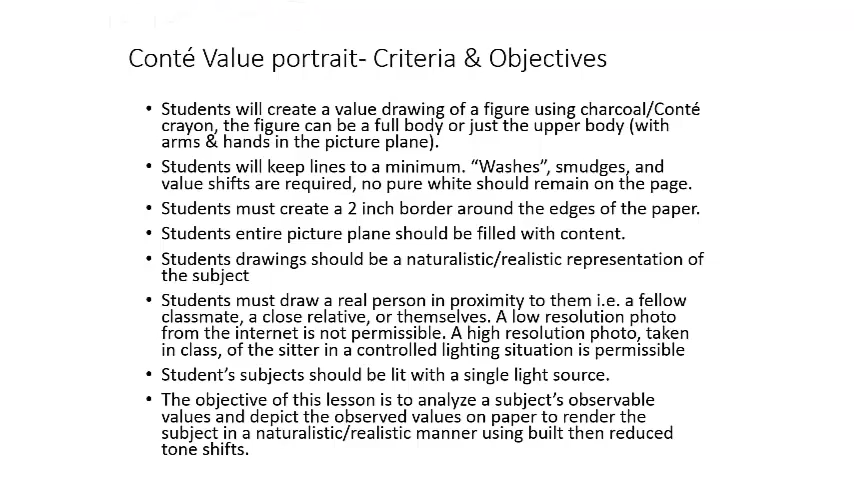 Conté Value portrait- Criteria & Objectives
• Students will create a value drawing of a figure using charcoal/Conté
crayon, the figure can be a full body or just the upper body (with
arms & hands in the picture plane).
• Students will keep lines to a minimum. “Washes”, smudges, and
value shifts are required, no pure white should remain on the page.
• Students must create a 2 inch border around the edges of the paper.
• Students entire picture plane should be filled with content.
• Students drawings should be a naturalistic/realistic representation of
the subject
• Students must draw a real person in proximity to them i.e. a fellow
classmate, a close relative, or themselves. A low resolution photo
from the internet is not permissible. A high resolution photo, taken
in class, of the sitter in a controlled lighting situation is permissible
• Student’s subjects should be lit with a single light source.
• The objective of this lesson is to analyze a subject’s observable
values and depict the observed values on paper to render the
subject in a naturalistic/realistic manner using built then reduced
tone shifts.